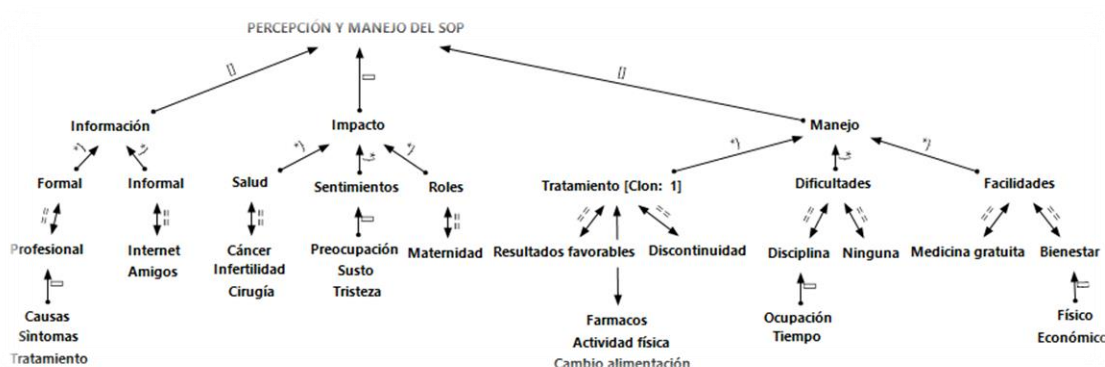 PERCEPCIÓN Y MANEJO DEL SOP
[]
[]
[]
Información
Impacto
Manejo
*}
*}
*}
*}
*}
*}
*}
*}
Formal
Informal
Salud
Sentimientos
Roles
Tratamiento [Clon: 1]
Dificultades
Facilidades
==
==
==
[]
==
==
==
==
==
==
==
Profesional
Internet
Amigos
Cáncer
Infertilidad
Cirugía
Preocupación
Susto
Tristeza
Maternidad
Resultados favorables
Discontinuidad
Disciplina
Ninguna
Medicina gratuita
Bienestar
[]
[]
[]
Causas
Sìntomas
Tratamiento
Farmacos
Actividad física
Cambio alimentación
Ocupación
Tiempo
Físico
Económico